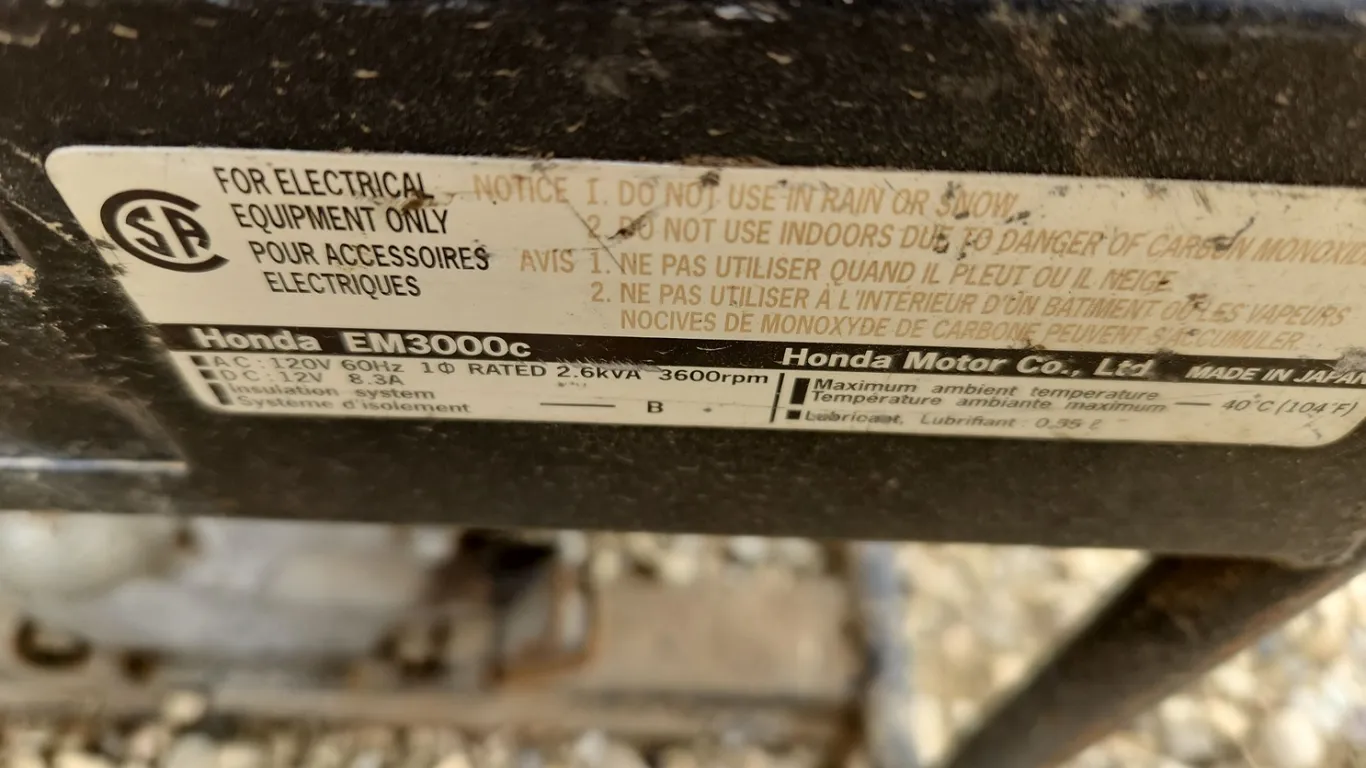 CSA
FOR ELECTRICAL
EQUIPMENT ONLY
POUR ACCESSOIRES
ELECTRIQUES
NOTICE 1. DO NOT USE IN RAIN OR SNOW
2. DO NOT USE INDOORS DUE TO DANGER OF CARBON MONOXIDE
AVIS 1. NE PAS UTILISER QUAND IL PLEUT OU IL NEIGE
2. NE PAS UTILISER À L'INTÉRIEUR D'UN BATIMENT OÙ LES VAPEURS
NOCIVES DE MONOXYDE DE CARBONE PEUVENT S'ACCUMULER
Honda EM3000c
Honda Motor Co., Ltd. MADE IN JAPAN
AC: 120V 60Hz 1Φ RATED 2.6kVA 3600rpm
DC: 12V 8.3A
Insulation system
Système d'isolement — B
Maximum ambient temperature
Température ambiante maximum — 40°C (104°F)
Lubricant, Lubrifiant :